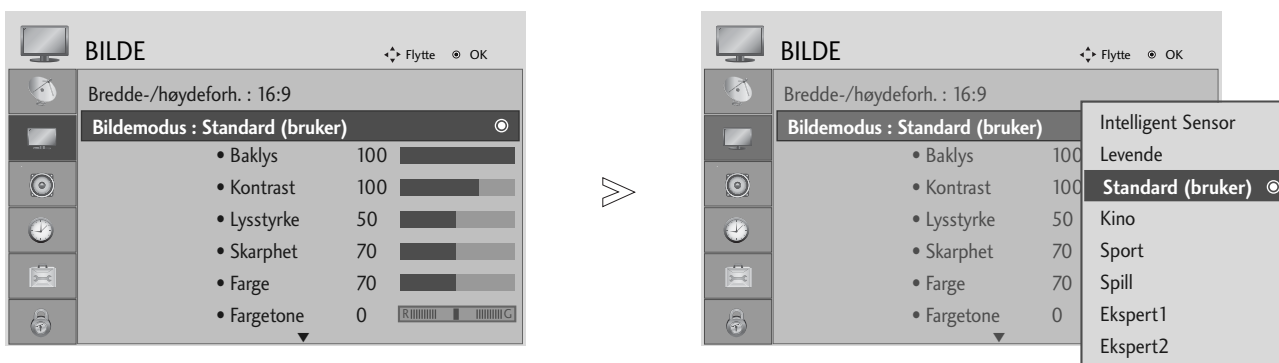 BILDE
Flytte OK
Bredde-/høydeforh. : 16:9
Bildemodus : Standard (bruker)
• Baklys 100
• Kontrast 100
• Lysstyrke 50
• Skarphet 70
• Farge 70
• Fargetone 0 R G
BILDE
Flytte OK
Bredde-/høydeforh. : 16:9
Bildemodus : Standard (bruker)
• Baklys 100
• Kontrast 100
• Lysstyrke 50
• Skarphet 70
• Farge 70
• Fargetone 0
Intelligent Sensor
Levende
Standard (bruker)
Kino
Sport
Spill
Ekspert1
Ekspert2